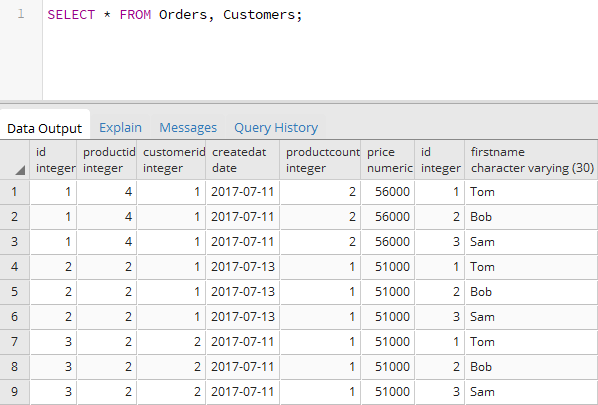 1 SELECT * FROM Orders, Customers;
Data Output Explain Messages Query History
id productid customerid createdat productcount price id firstname
integer integer integer date integer numeric integer character varying (30)
1 1 4 1 2017-07-11 2 56000 1 Tom
2 1 4 1 2017-07-11 2 56000 2 Bob
3 1 4 1 2017-07-11 2 56000 3 Sam
4 2 2 1 2017-07-13 1 51000 1 Tom
5 2 2 1 2017-07-13 1 51000 2 Bob
6 2 2 1 2017-07-13 1 51000 3 Sam
7 3 2 2 2017-07-11 1 51000 1 Tom
8 3 2 2 2017-07-11 1 51000 2 Bob
9 3 2 2 2017-07-11 1 51000 3 Sam